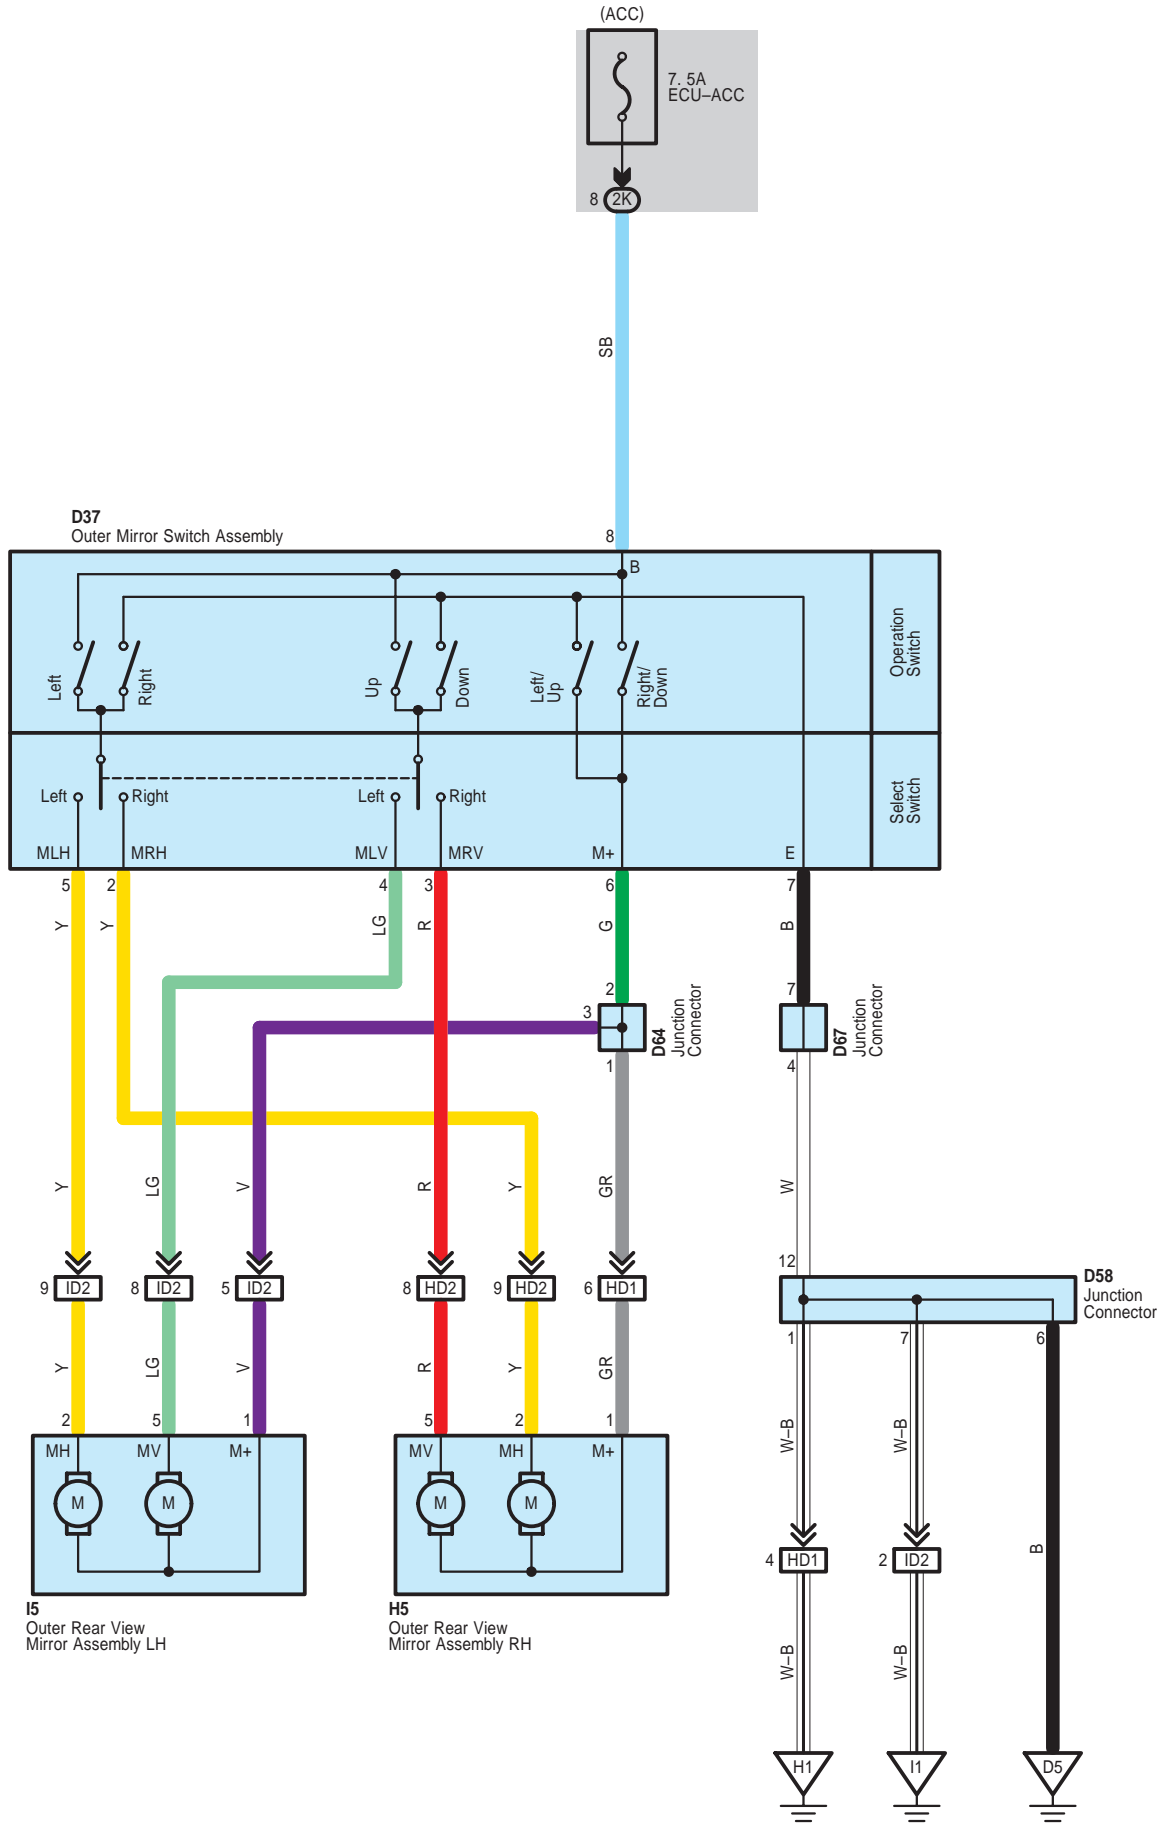 (ACC)
7. 5A
ECU–ACC
8 2K
SB
D37
Outer Mirror Switch Assembly
8
B
Left
Right
Up
Down
Left/
Up
Right/
Down
Operation
Switch
Left
Right
Left
Right
Select
Switch
MLH
MRH
MLV
MRV
M+
E
5
2
4
3
6
7
Y
Y
LG
R
G
B
2
7
3
D64
Junction
Connector
D67
Junction
Connector
1
4
Y
LG
V
R
Y
GR
W
12
D58
Junction
Connector
9 ID2
8 ID2
5 ID2
8 HD2
9 HD2
6 HD1
1
7
6
Y
LG
V
R
Y
GR
2
5
1
5
2
1
W–B
W–B
MH
MV
M+
MV
MH
M+
M
M
M
M
4 HD1
2 ID2
B
I5
Outer Rear View
Mirror Assembly LH
H5
Outer Rear View
Mirror Assembly RH
W–B
W–B
H1
I1
D5